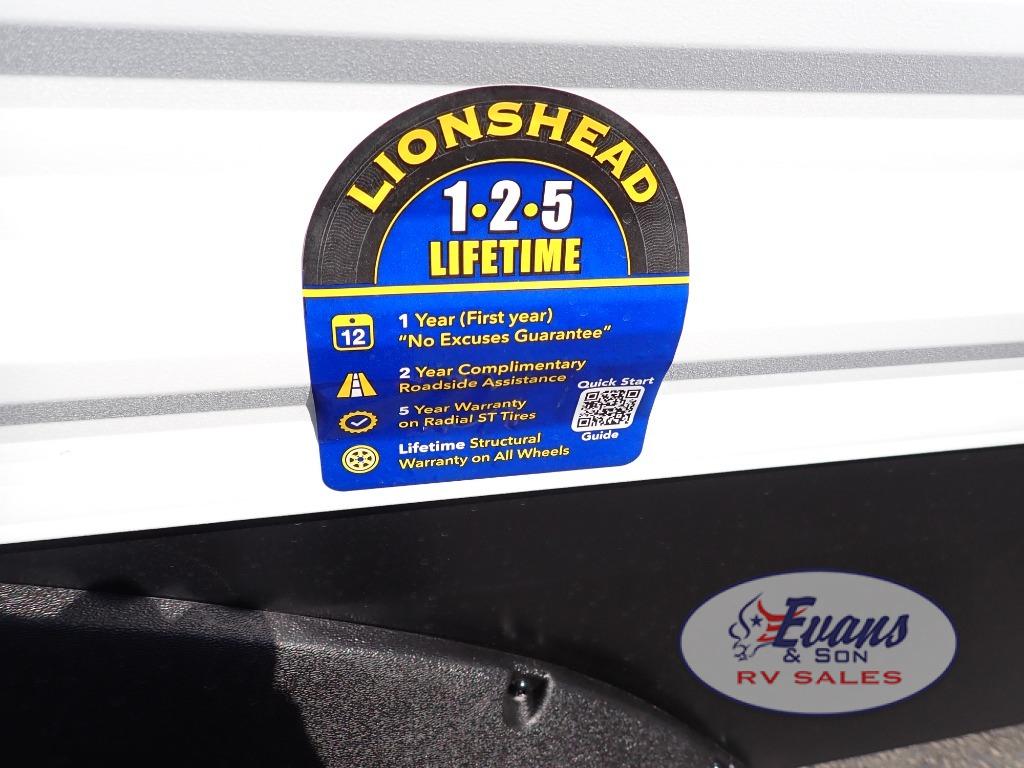 LIONSHEAD
1•2•5
LIFETIME
12
1 Year (First year)
"No Excuses Guarantee"
2 Year Complimentary
Roadside Assistance
5 Year Warranty
on Radial ST Tires
Lifetime Structural
Warranty on All Wheels
Quick Start
Guide
Evans
& SON
RV SALES